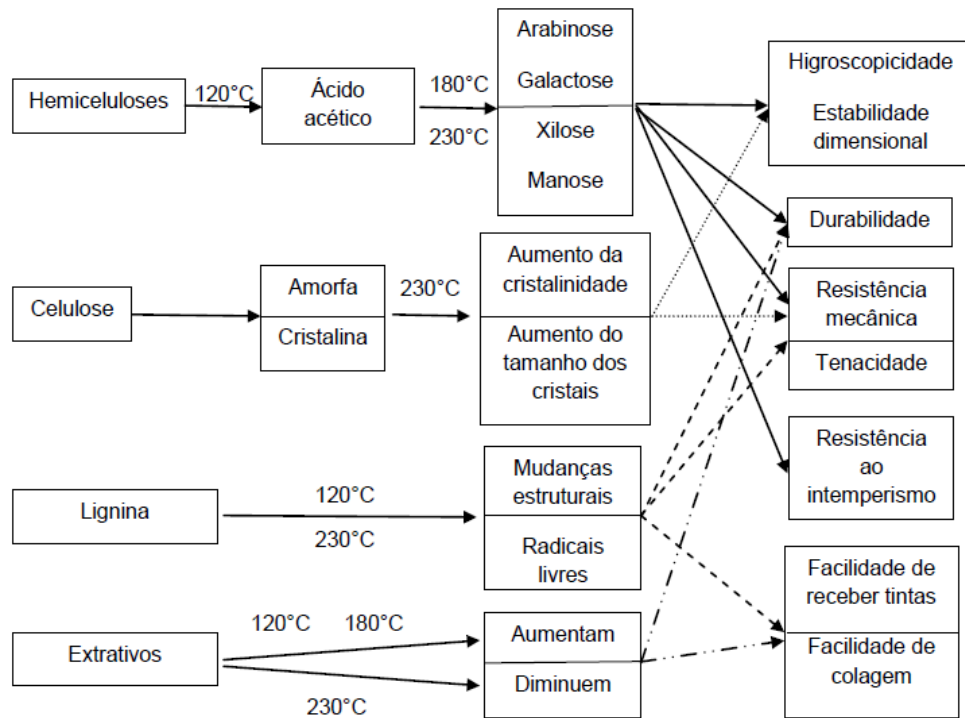 Hemiceluloses
120°C
Ácido
acético
180°C
230°C
Arabinose
Galactose
Xilose
Manose
Higroscopicidade
Estabilidade
dimensional
Durabilidade
Celulose
Amorfa
Cristalina
230°C
Aumento da
cristalinidade
Aumento do
tamanho dos
cristais
Resistência
mecânica
Tenacidade
Resistência
ao
intemperismo
Lignina
120°C
230°C
Mudanças
estruturais
Radicais
livres
Facilidade de
receber tintas
Facilidade de
colagem
Extrativos
120°C 180°C
230°C
Aumentam
Diminuem